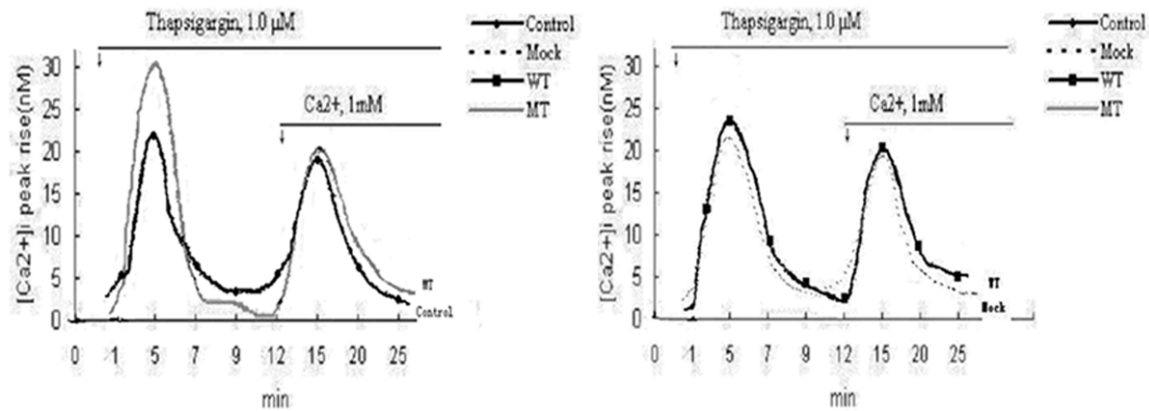 Thapsigargin, 1.0 μM
Control
Mock
WT
MT
Ca2+, 1mM
[Ca2+]i peak rise(nM)
30
25
20
15
10
5
0
WT
Control
0 1 5 7 9 12 15 25
min
Thapsigargin, 1.0 μM
Control
Mock
WT
MT
Ca2+, 1mM
[Ca2+]i peak rise(nM)
30
25
20
15
10
5
0
WT
Mock
0 1 5 7 9 12 15 20 25
min